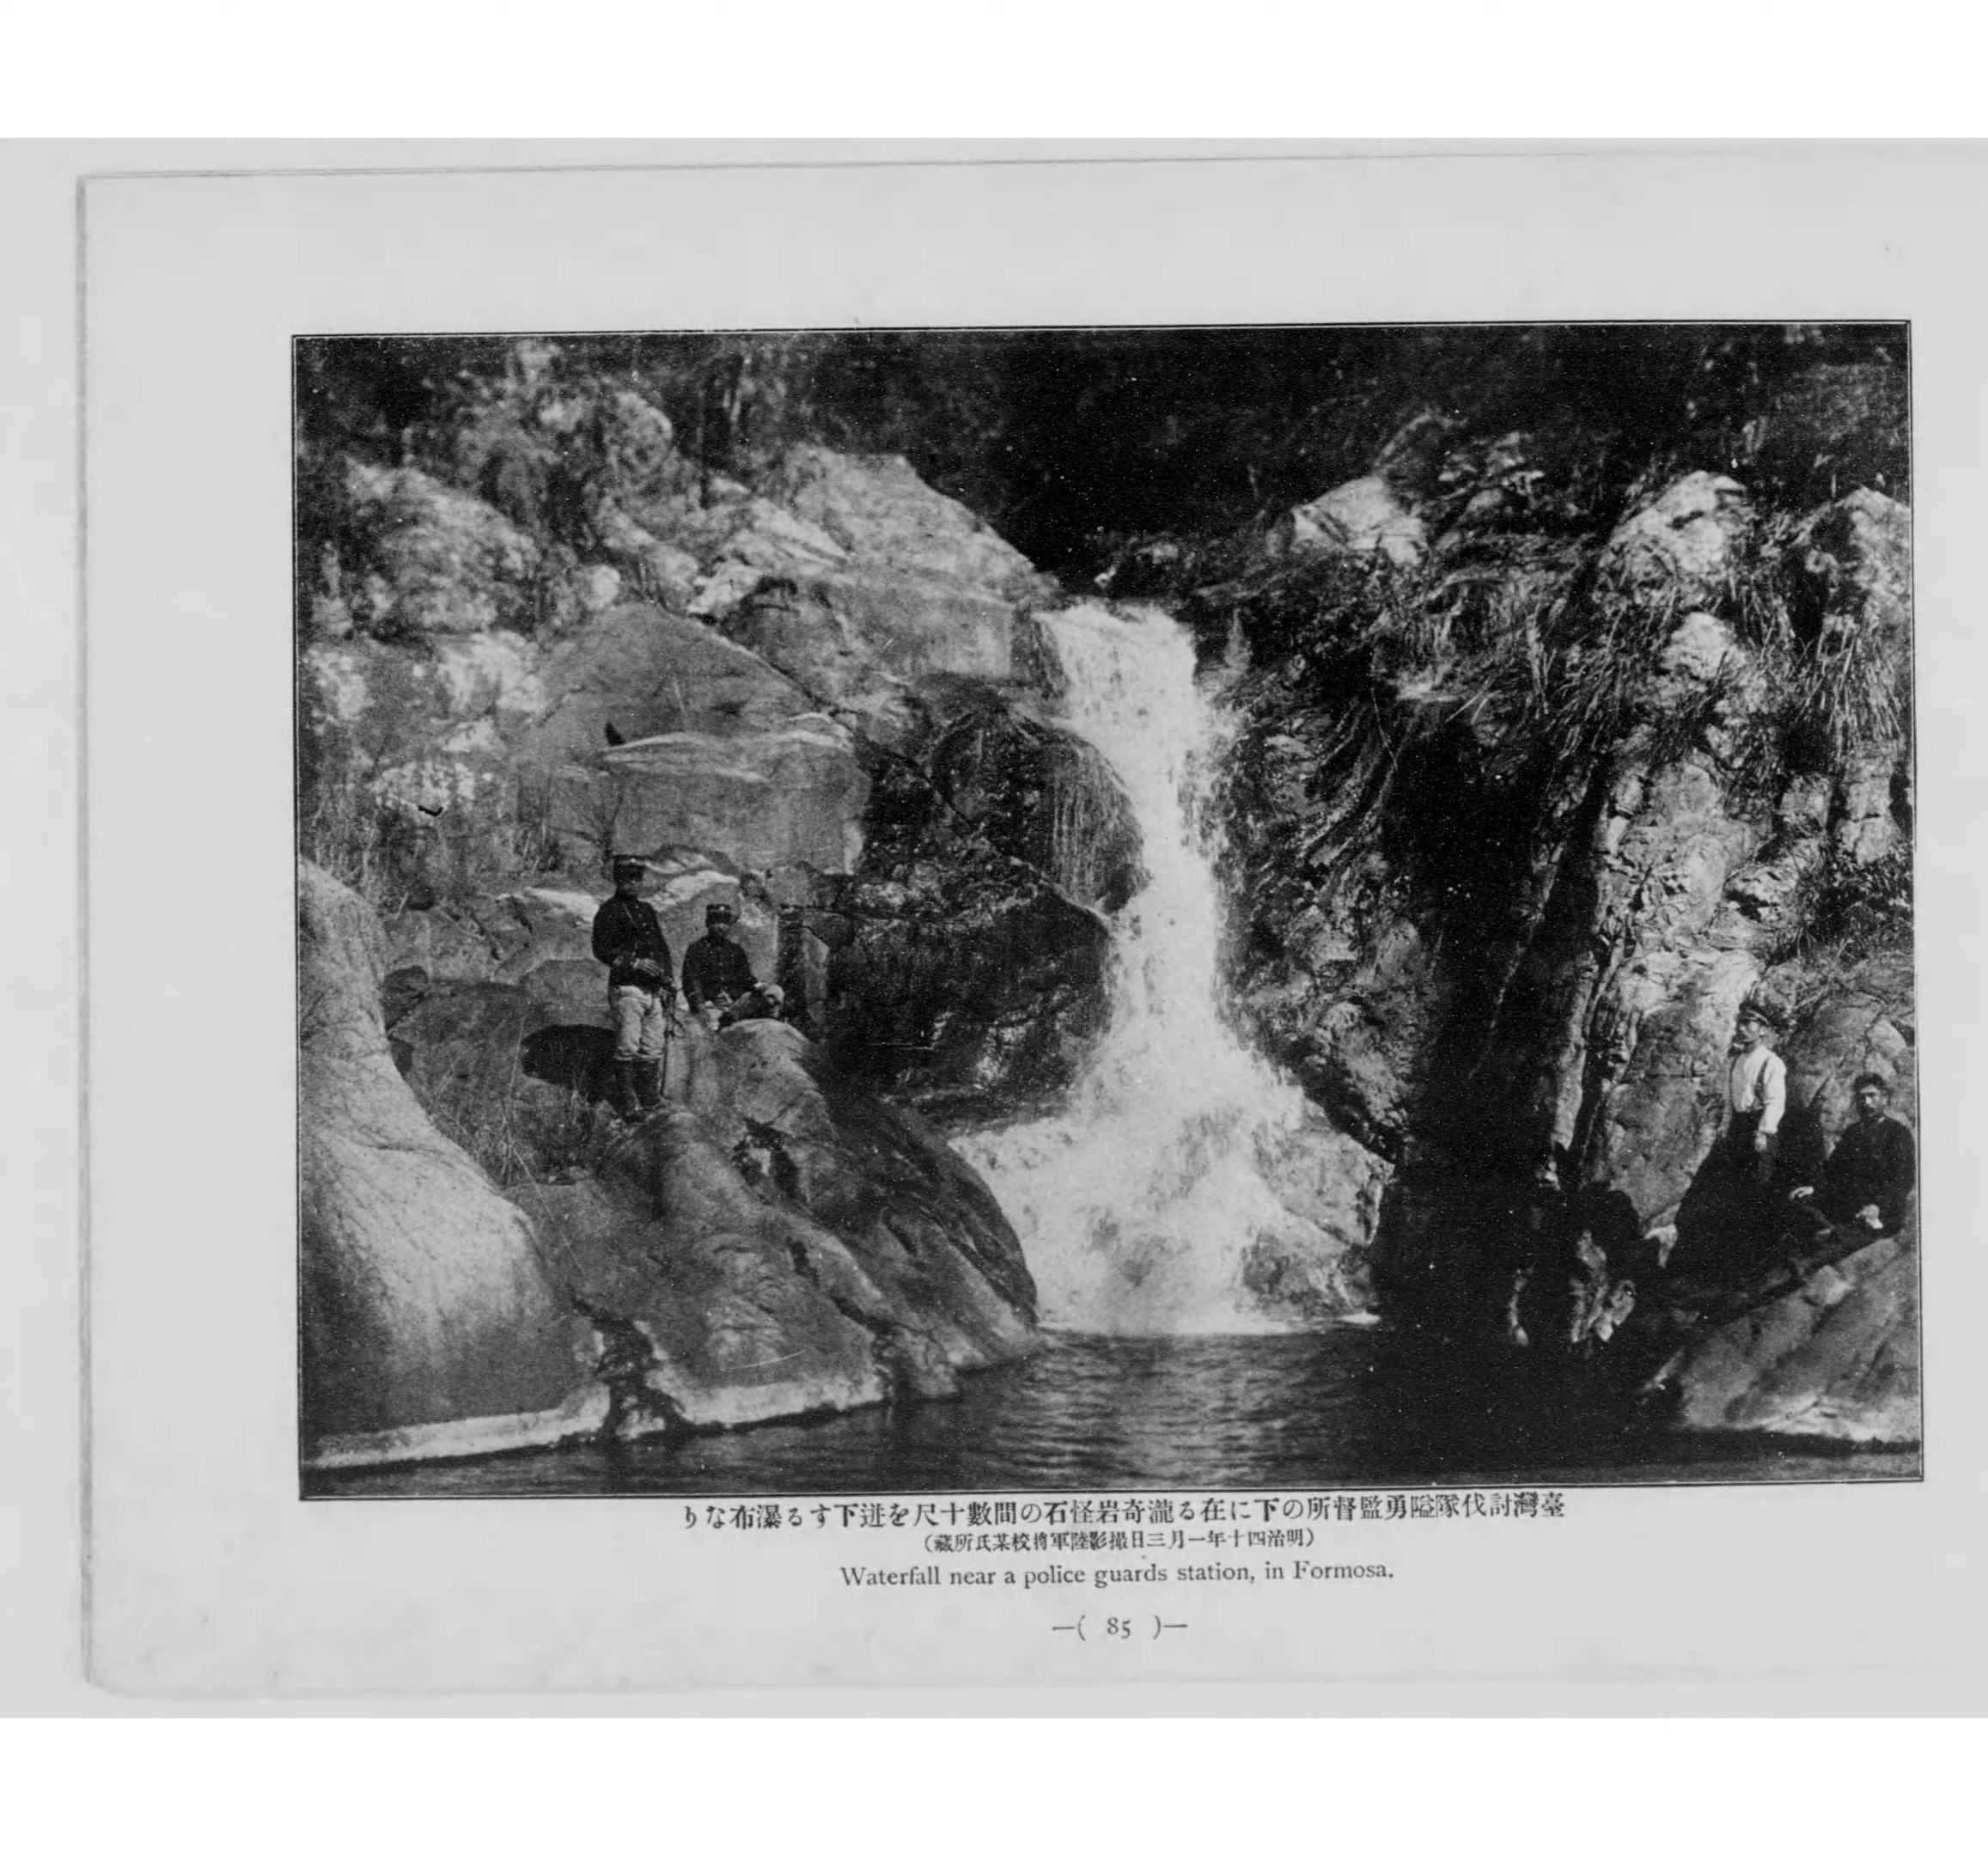 臺灣討伐隊隘勇監督所の下に在る瀧奇岩怪石の間數十尺を迸下する瀑布なり
（明治四十年一月三日撮影陸軍將校某氏所藏）
Waterfall near a police guards station, in Formosa.
—( 85 )—